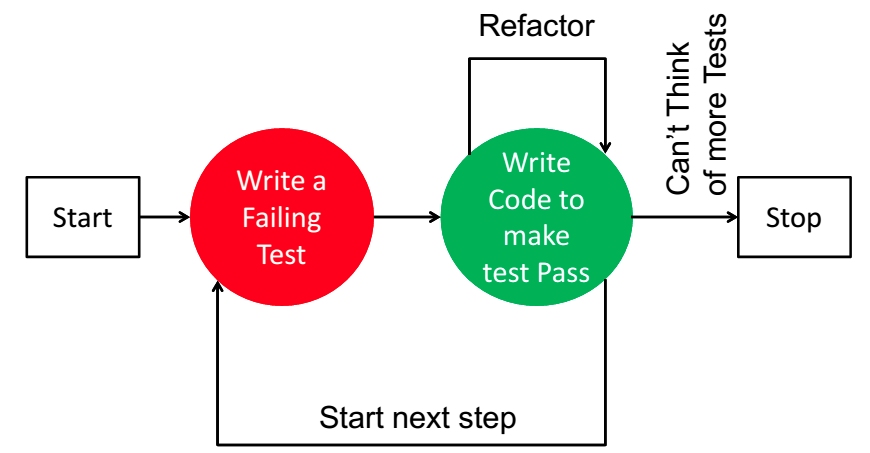 Refactor
Can't Think
of more Tests
Start
Write a
Failing
Test
Write
Code to
make
test Pass
Stop
Start next step